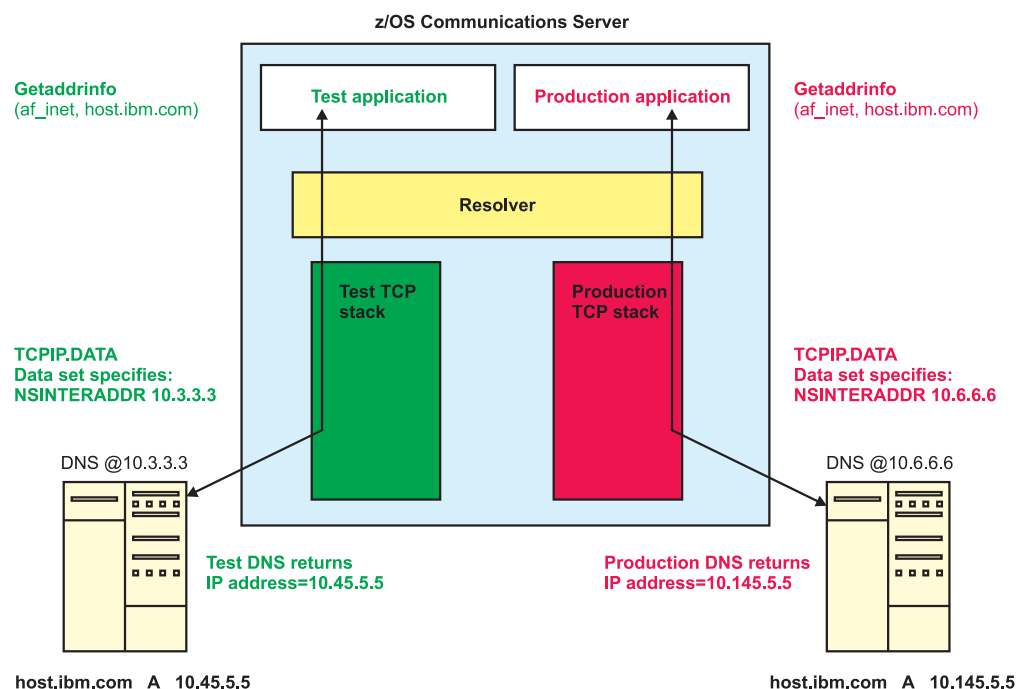 z/OS Communications Server
Getaddrinfo
(af_inet, host.ibm.com)
Test application
Production application
Getaddrinfo
(af_inet, host.ibm.com)
Resolver
Test TCP
stack
Production
TCP stack
TCPIP.DATA
Data set specifies:
NSINTERADDR 10.3.3.3
TCPIP.DATA
Data set specifies:
NSINTERADDR 10.6.6.6
DNS @10.3.3.3
DNS @10.6.6.6
Test DNS returns
IP address=10.45.5.5
Production DNS returns
IP address=10.145.5.5
host.ibm.com A 10.45.5.5
host.ibm.com A 10.145.5.5